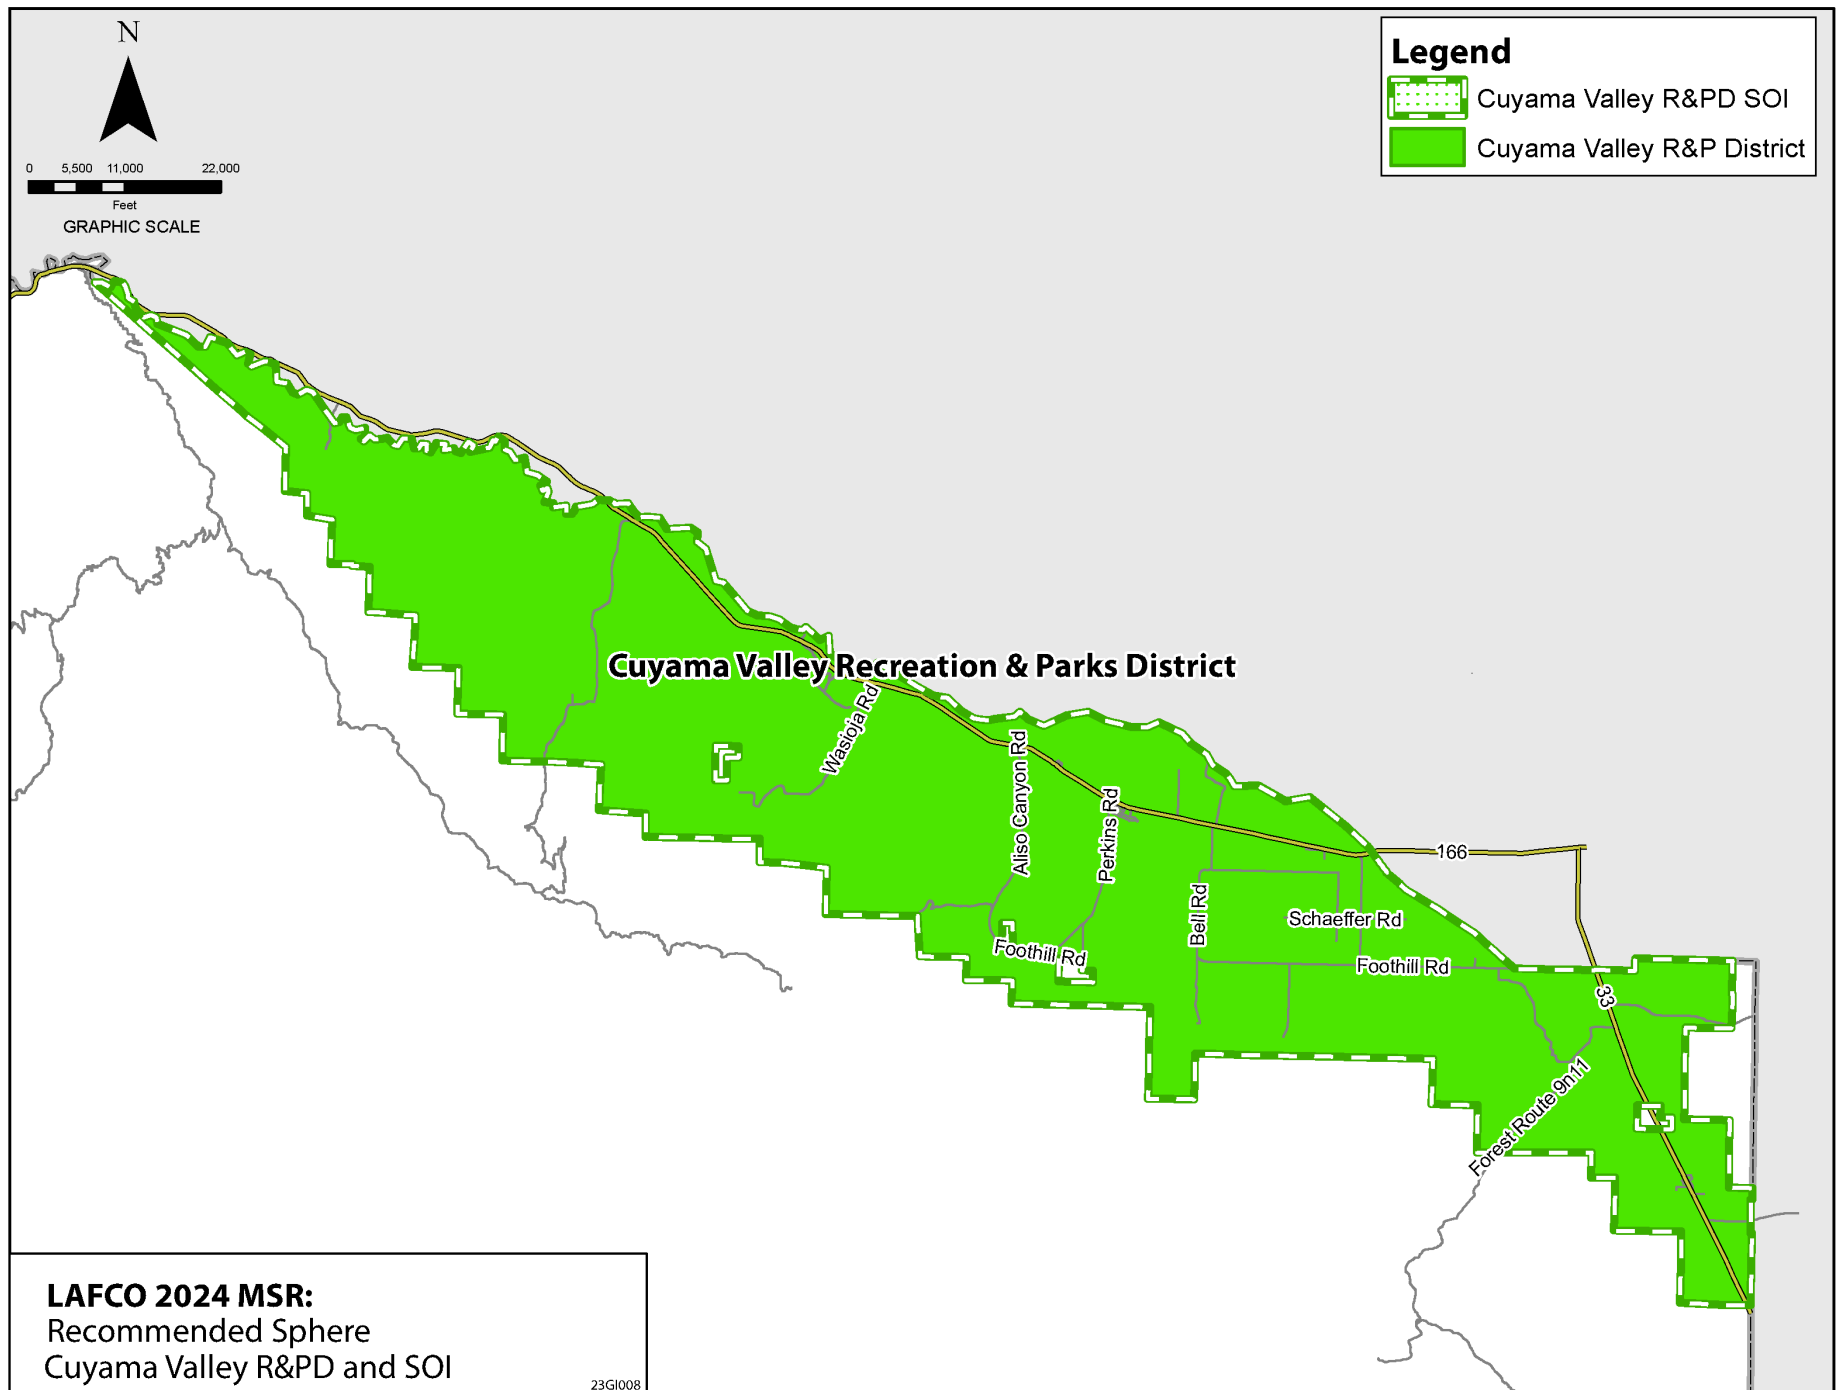 N
0 5,500 11,000 22,000
Feet
GRAPHIC SCALE
Legend
Cuyama Valley R&PD SOI
Cuyama Valley R&P District
Cuyama Valley Recreation & Parks District
Wasioja Rd
Aliso Canyon Rd
Perkins Rd
Bell Rd
166
Schaeffer Rd
Foothill Rd
Foothill Rd
33
Forest Route 9n11
LAFCO 2024 MSR:
Recommended Sphere
Cuyama Valley R&PD and SOI
23GI008